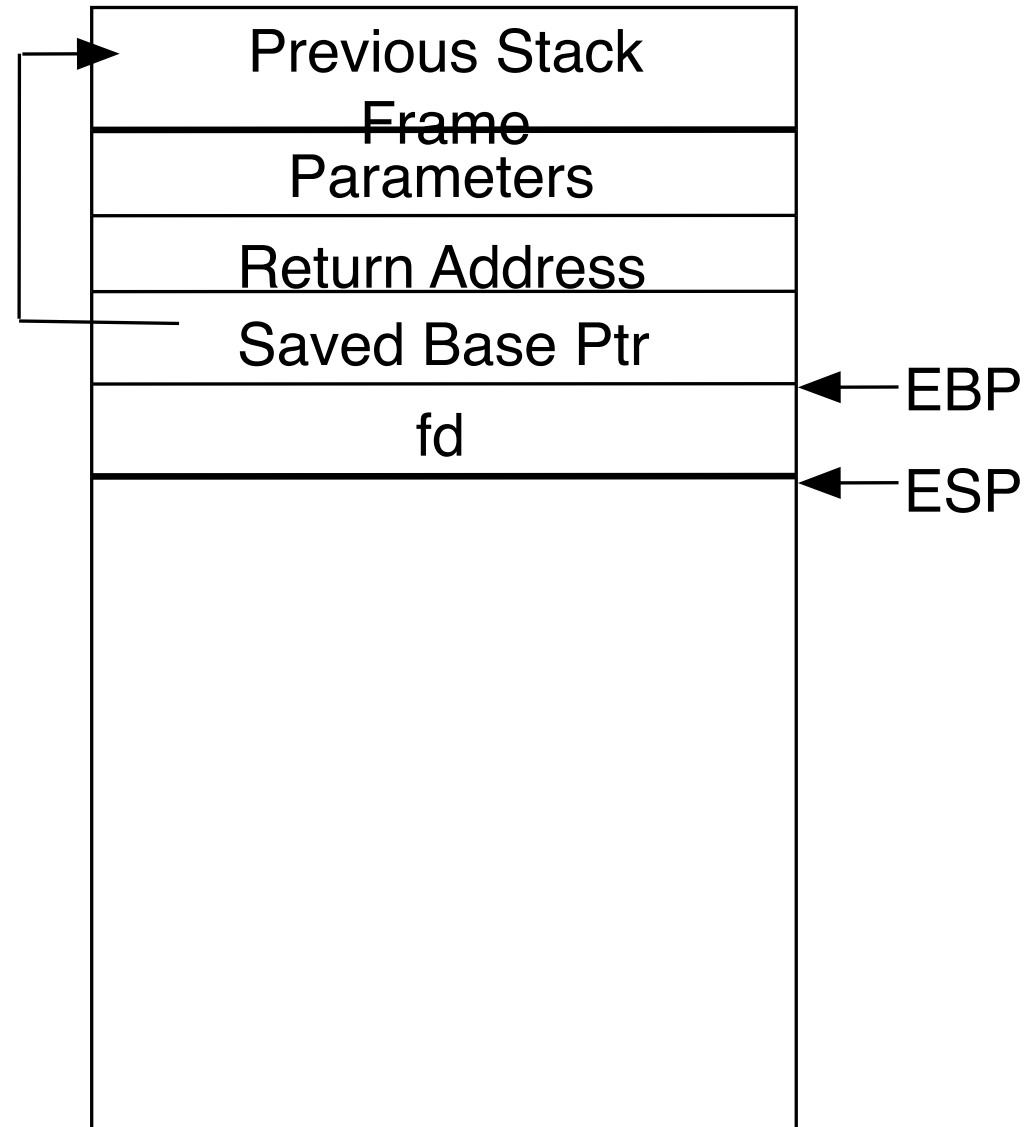 Previous Stack
Frame
Parameters
Return Address
Saved Base Ptr
EBP
fd
ESP